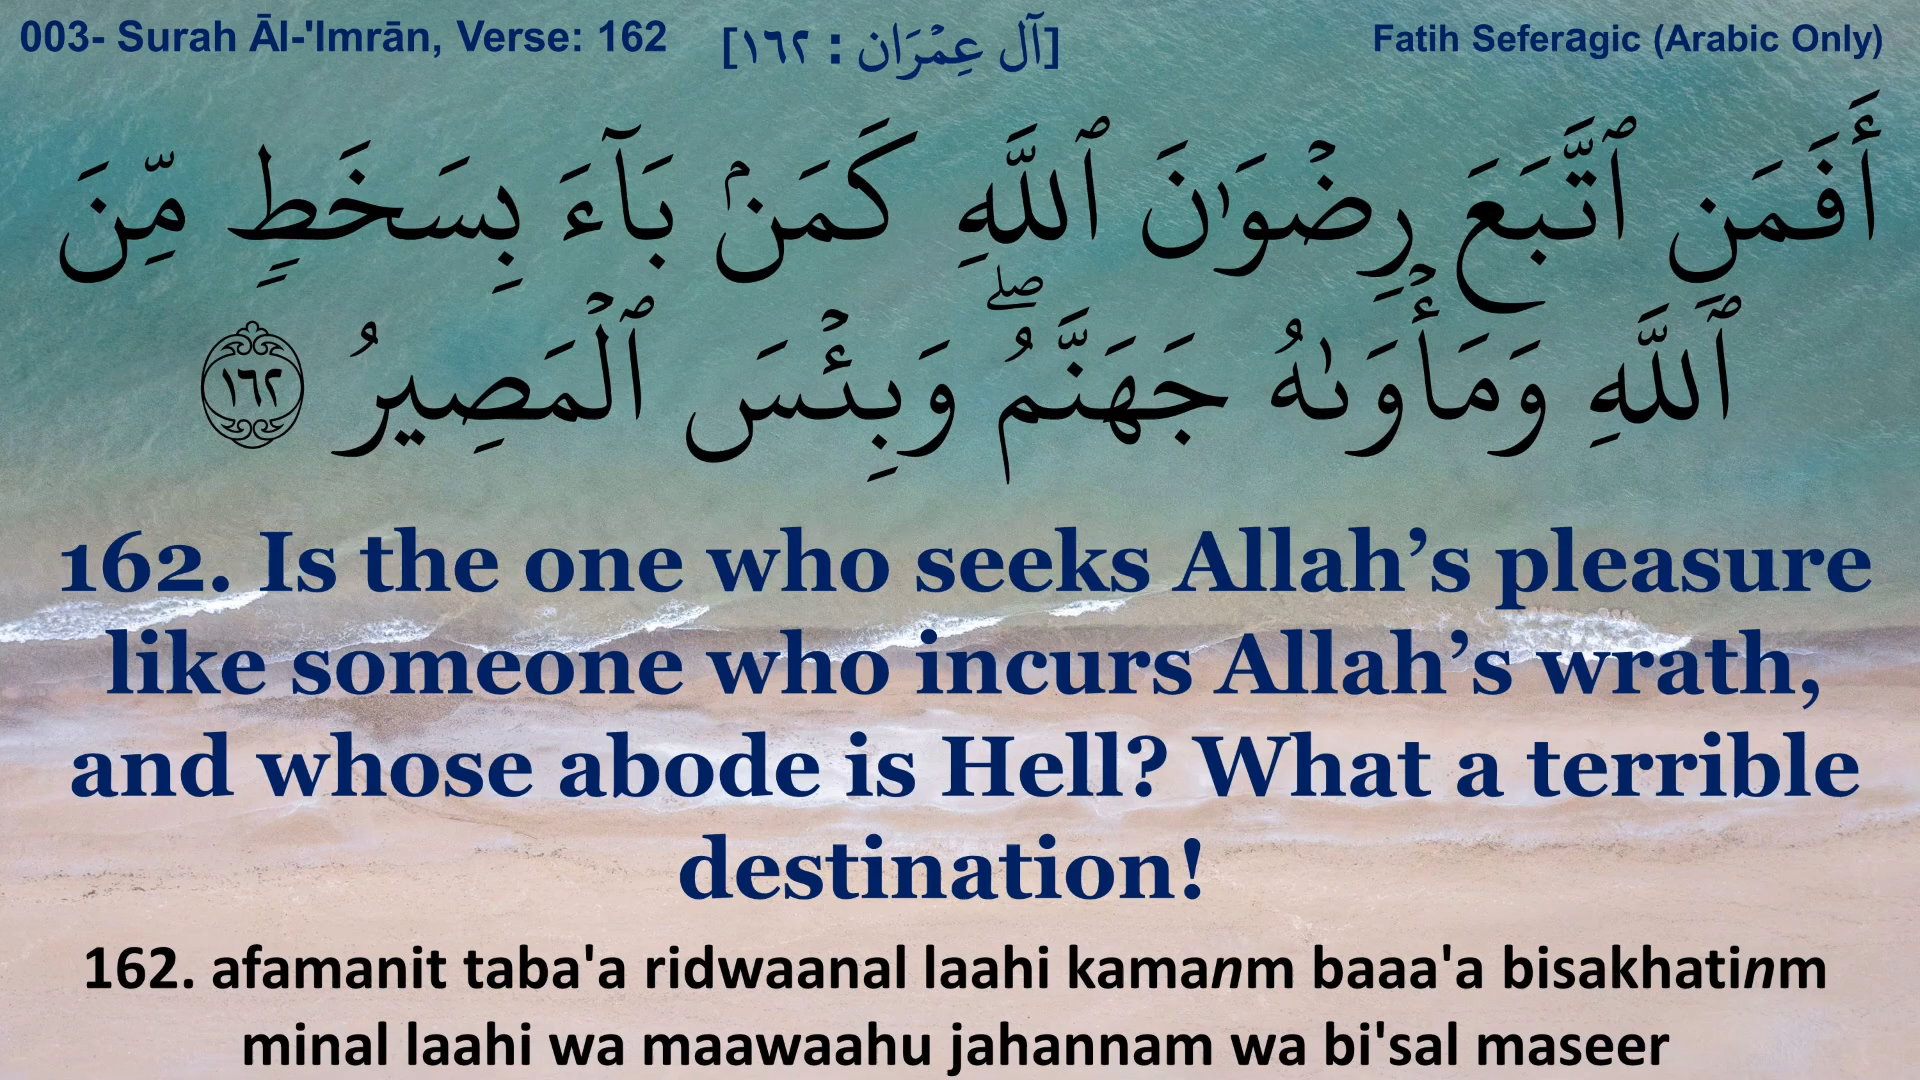 003- Surah Āl-'Imrān, Verse: 162 [آل عِمْرَان : ١٦٢] Fatih Seferagic (Arabic Only)
أَفَمَنِ ٱتَّبَعَ رِضْوَٰنَ ٱللَّهِ كَمَنۢ بَآءَ بِسَخَطٍ مِّنَ
ٱللَّهِ وَمَأْوَىٰهُ جَهَنَّمُ ۖ وَبِئْسَ ٱلْمَصِيرُ ١٦٢
162. Is the one who seeks Allah’s pleasure
like someone who incurs Allah’s wrath,
and whose abode is Hell? What a terrible
destination!
162. afamanit taba'a ridwaanal laahi kamanm baaa'a bisakhatinm
minal laahi wa maawaahu jahannam wa bi'sal maseer